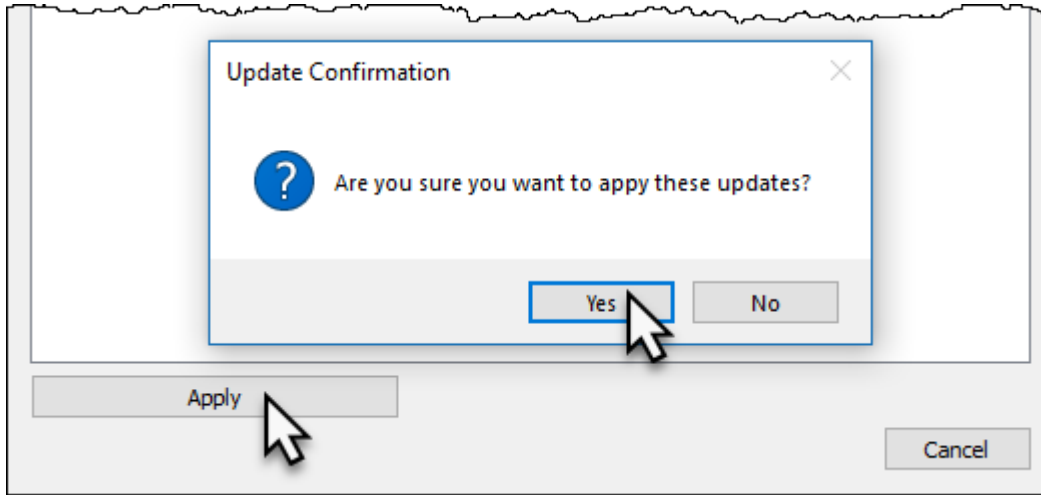 Update Confirmation
?
Are you sure you want to appy these updates?
Yes
No
Apply
Cancel